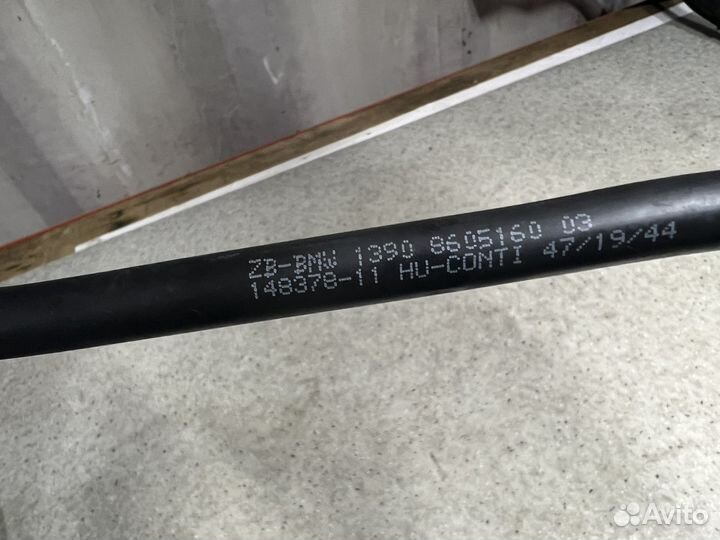 ZB-BMW 1390 8605160 03
148378-11 HU-CONTI 47/19/44
Avito